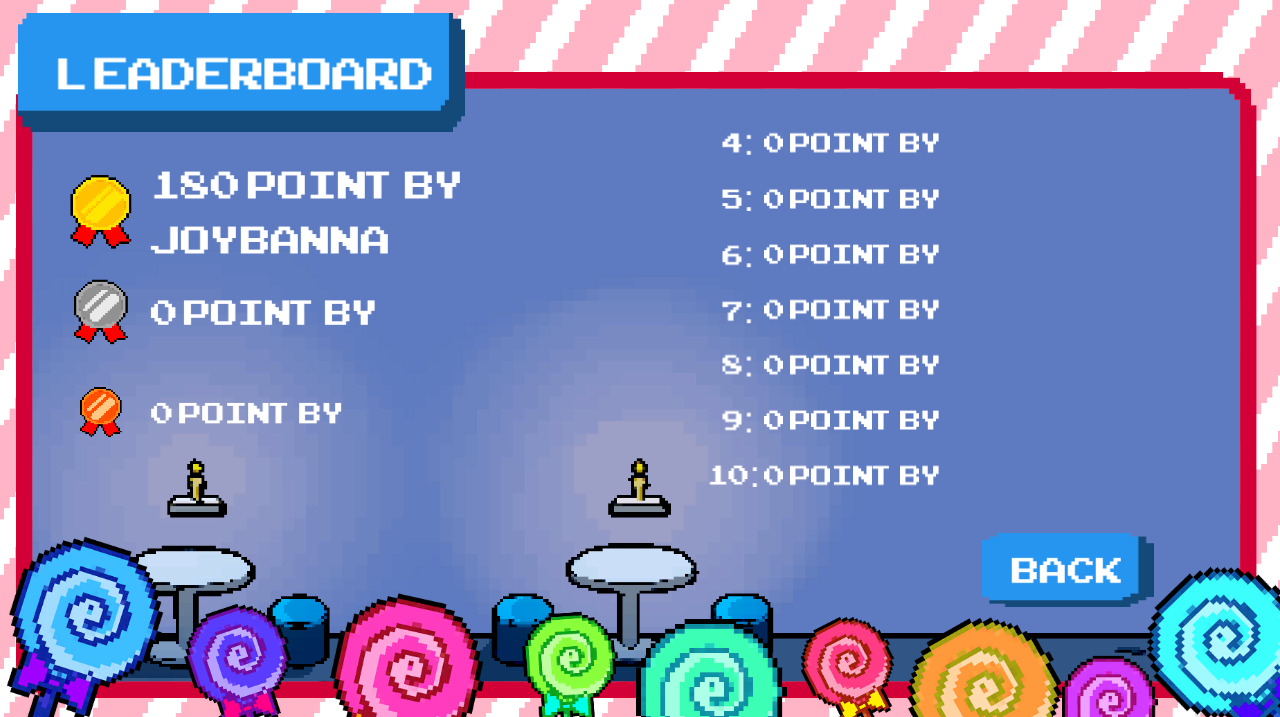 LEADERBOARD
180 POINT BY
JOYBANNA
0 POINT BY
0 POINT BY
4: 0 POINT BY
5: 0 POINT BY
6: 0 POINT BY
7: 0 POINT BY
8: 0 POINT BY
9: 0 POINT BY
10: 0 POINT BY
BACK